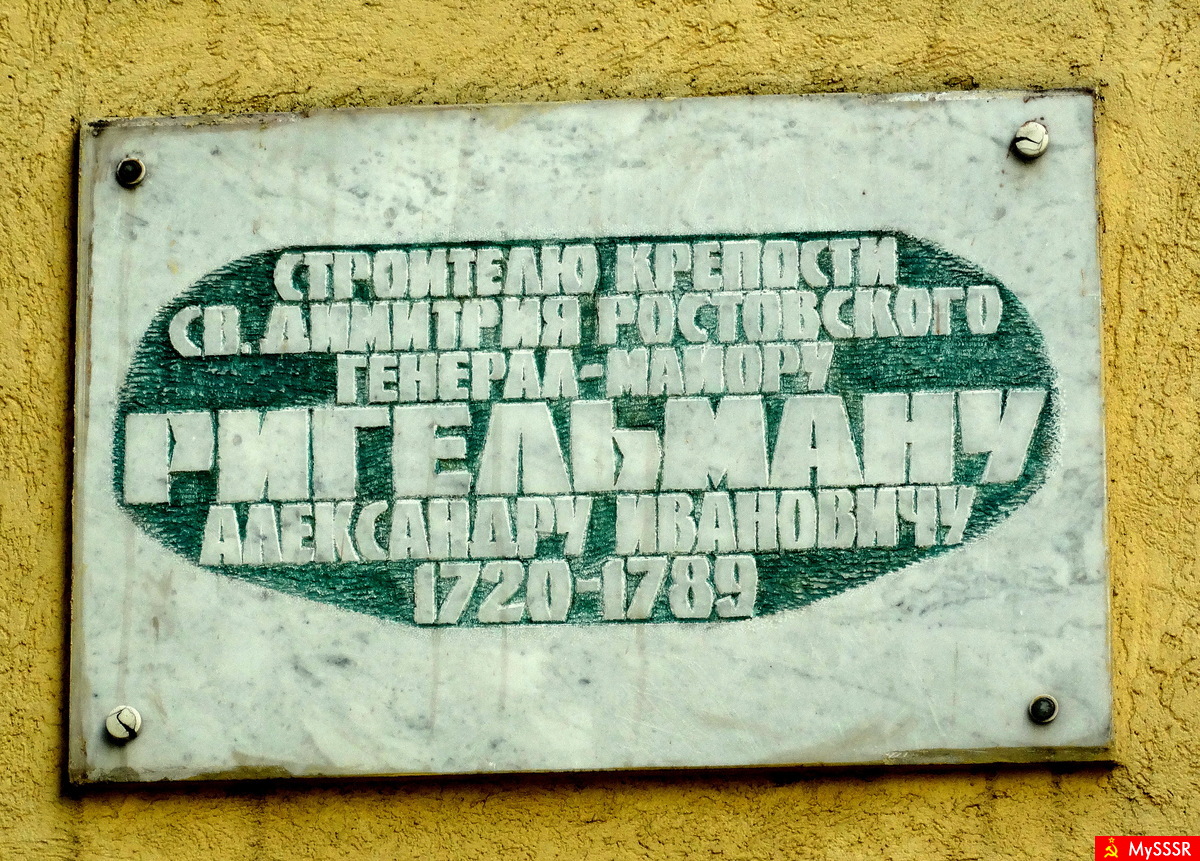 СТРОИТЕЛЮ КРЕПОСТИ
СВ. ДИМИТРИЯ РОСТОВСКОГО
ГЕНЕРАЛ-МАЙОРУ
РИГЕЛЬМАНУ
АЛЕКСАНДРУ ИВАНОВИЧУ
1720-1789
MySSSR